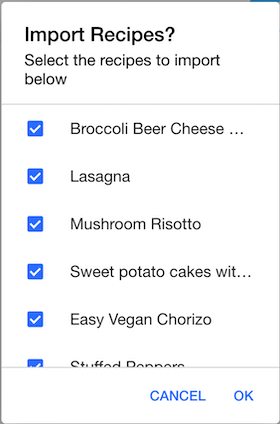 Import Recipes?
Select the recipes to import
below
Broccoli Beer Cheese …
Lasagna
Mushroom Risotto
Sweet potato cakes wit…
Easy Vegan Chorizo
Stuffed Peppers
CANCEL OK